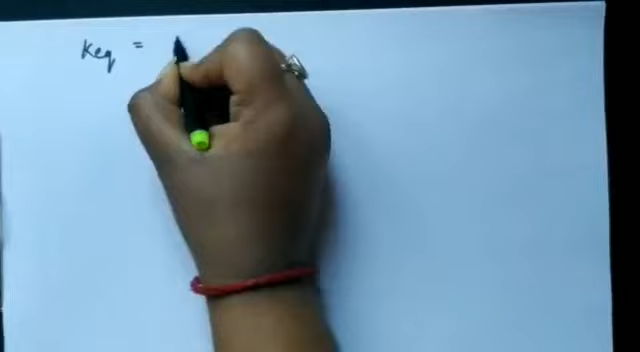 Keq =